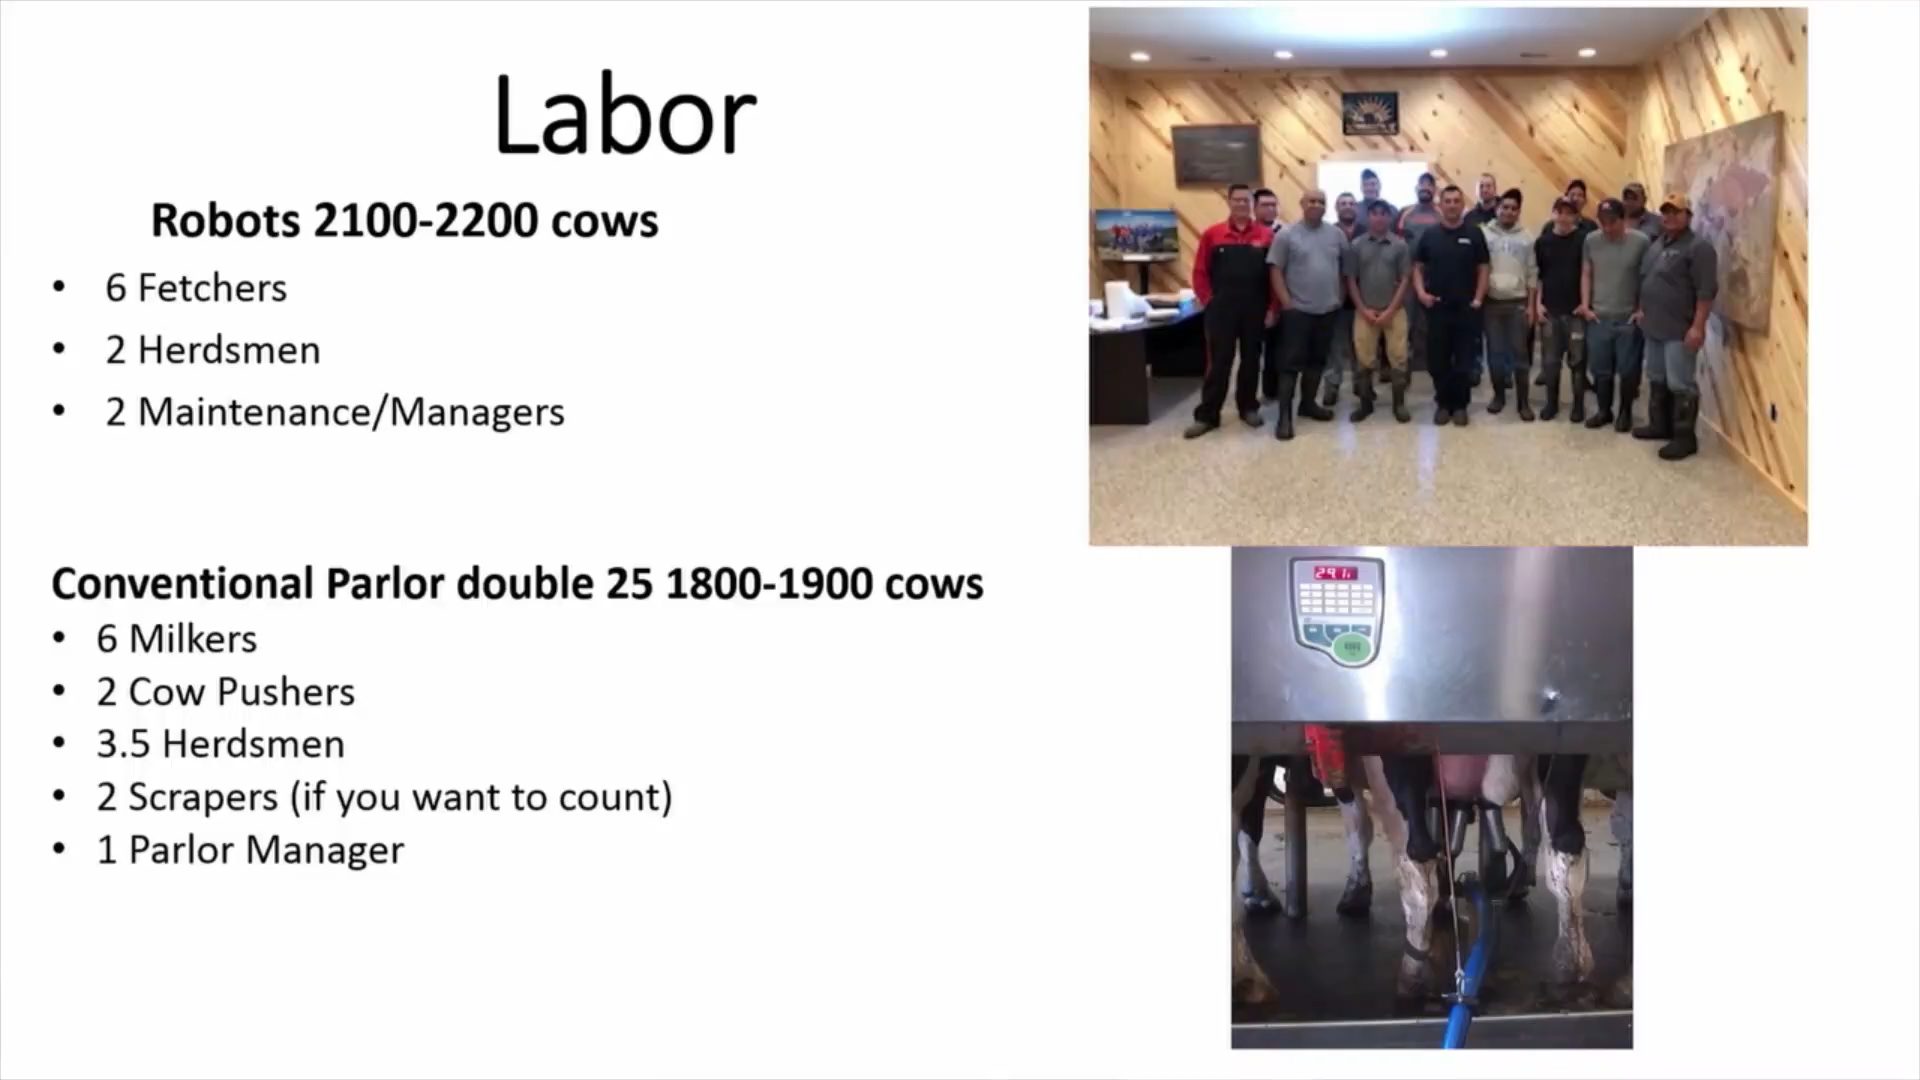 Labor
Robots 2100-2200 cows
• 6 Fetchers
• 2 Herdsmen
• 2 Maintenance/Managers
Conventional Parlor double 25 1800-1900 cows
• 6 Milkers
• 2 Cow Pushers
• 3.5 Herdsmen
• 2 Scrapers (if you want to count)
• 1 Parlor Manager